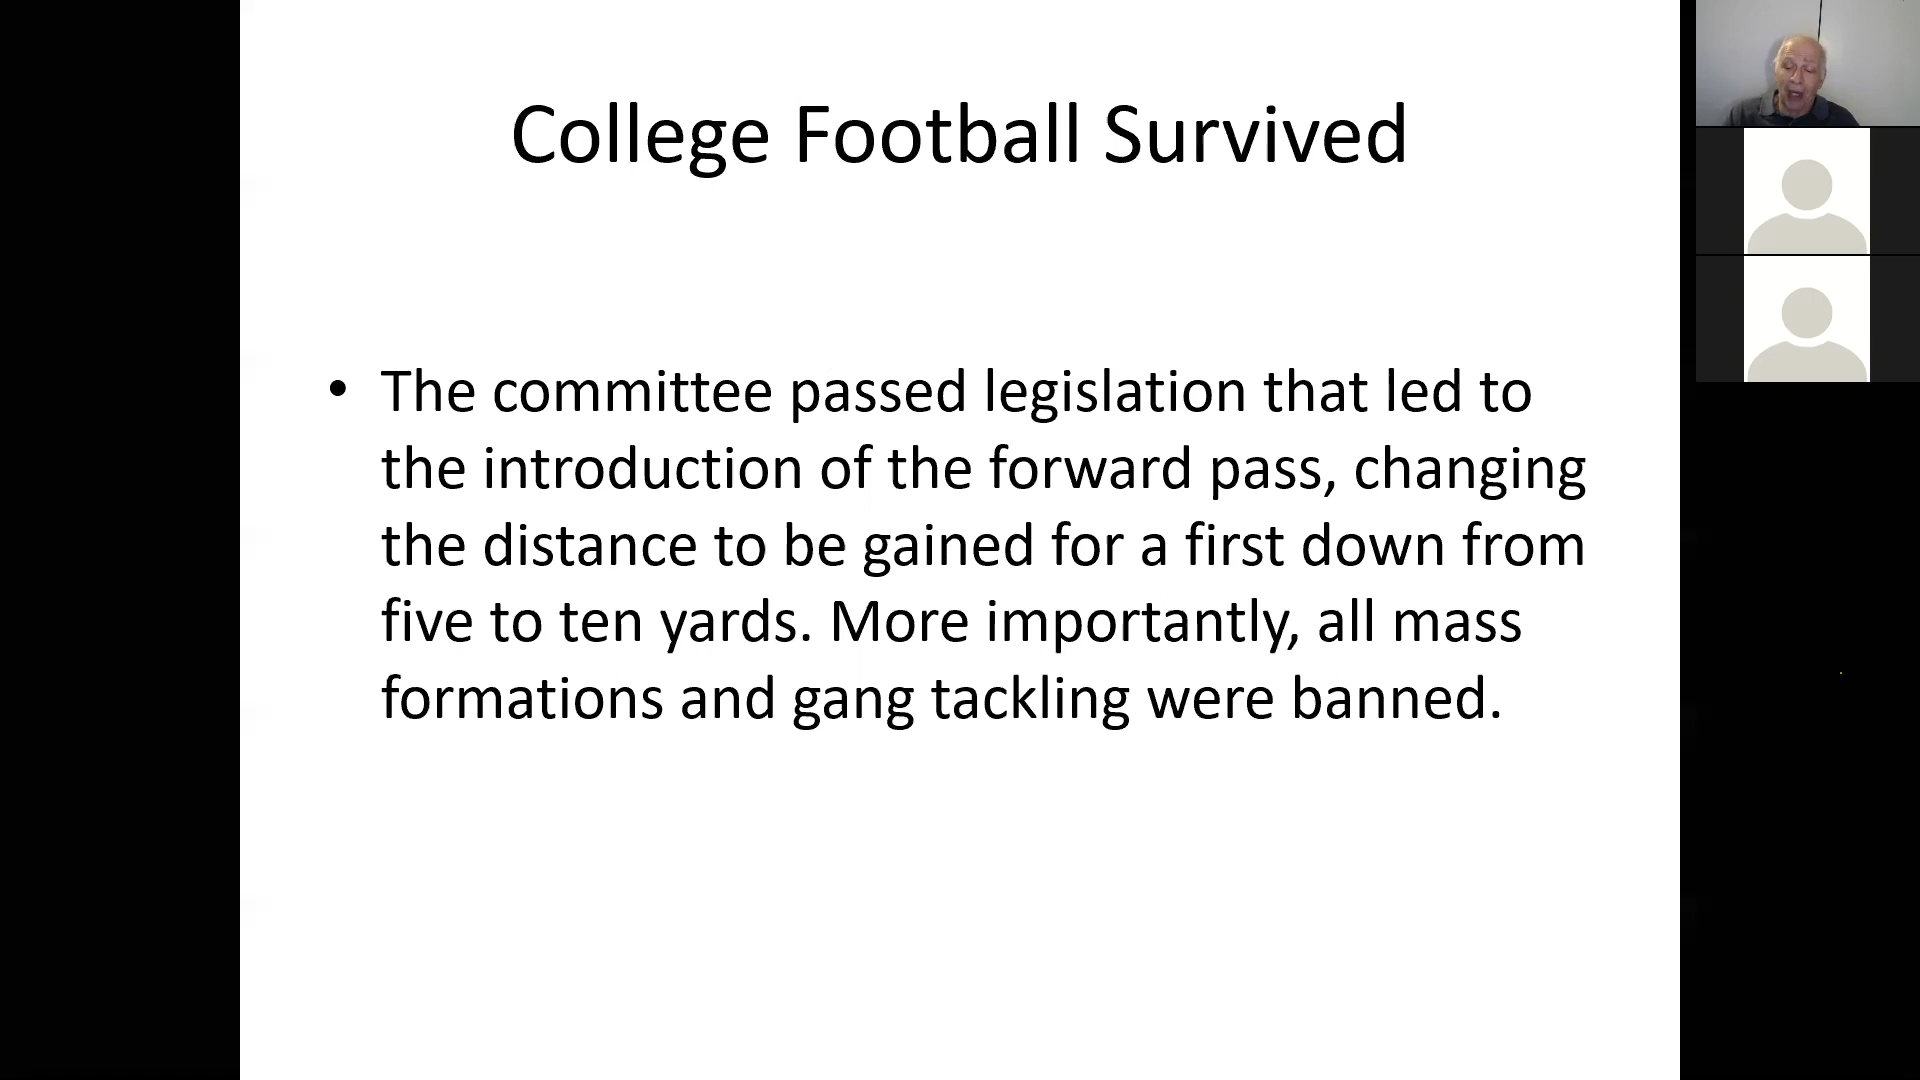 College Football Survived
• The committee passed legislation that led to
the introduction of the forward pass, changing
the distance to be gained for a first down from
five to ten yards. More importantly, all mass
formations and gang tackling were banned.